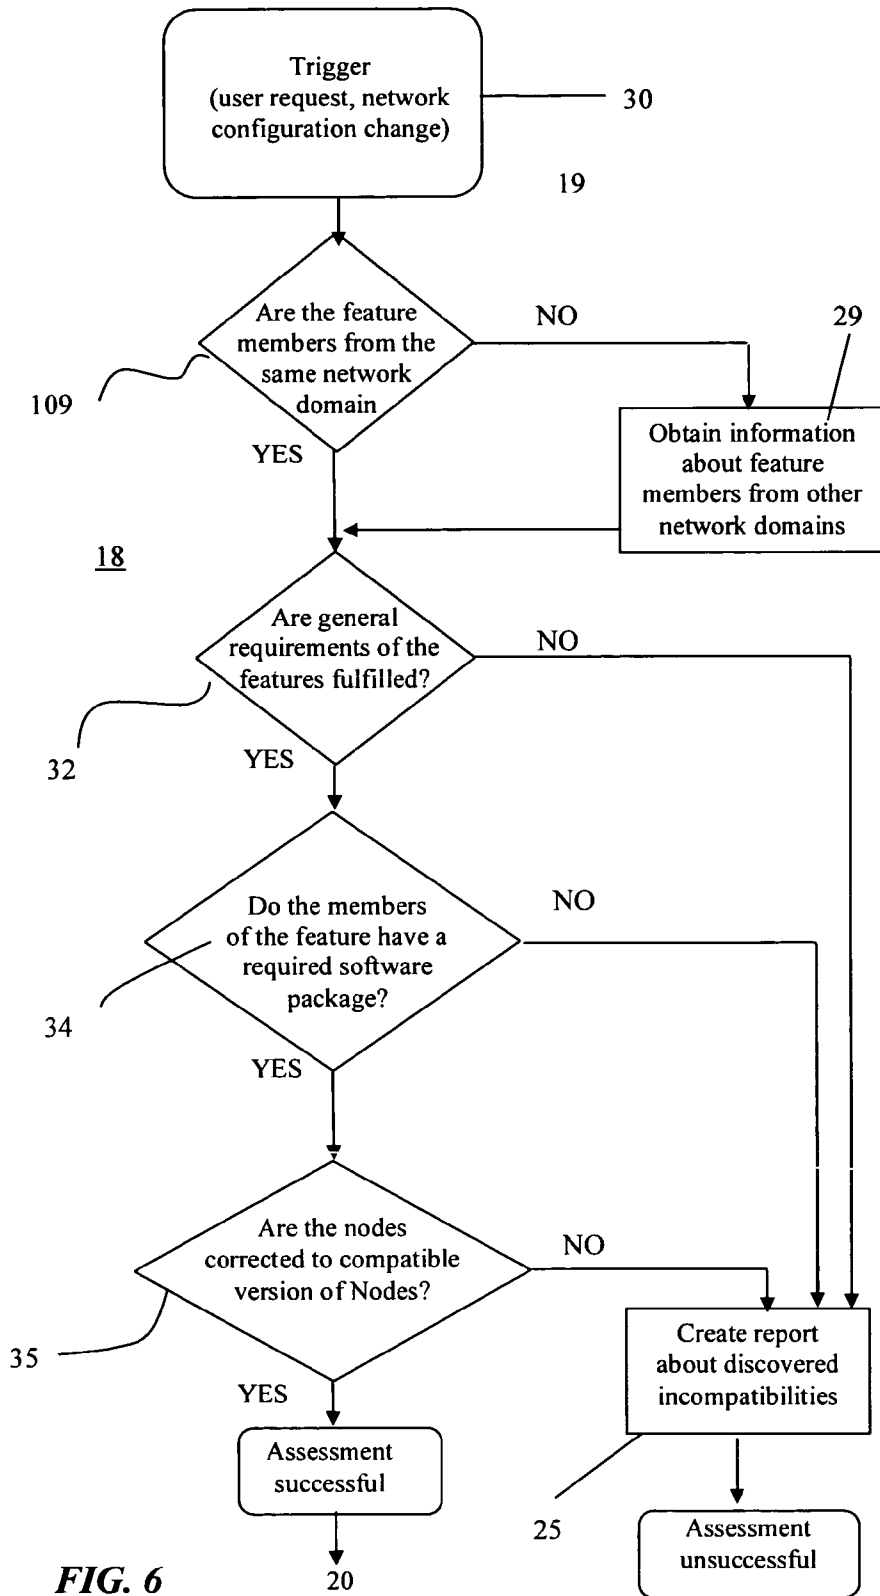 Trigger
(user request, network
configuration change)
30
19
Are the feature
members from the
same network
domain
NO
29
109
YES
Obtain information
about feature
members from other
network domains
18
Are general
requirements of the
features fulfilled?
NO
32
YES
Do the members
of the feature have a
required software
package?
NO
34
YES
Are the nodes
corrected to compatible
version of Nodes?
NO
35
YES
Create report
about discovered
incompatibilities
Assessment
successful
25
Assessment
unsuccessful
FIG. 6
20